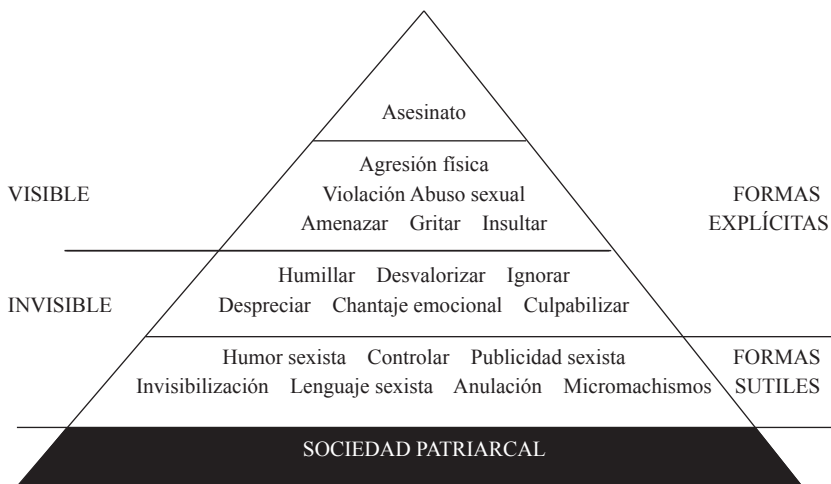 Asesinato
Agresión física
VISIBLE
Violación Abuso sexual
FORMAS
Amenazar Gritar Insultar
EXPLÍCITAS
Humillar Desvalorizar Ignorar
INVISIBLE
Despreciar Chantaje emocional Culpabilizar
Humor sexista Controlar Publicidad sexista
FORMAS
Invisibilización Lenguaje sexista Anulación Micromachismos
SUTILES
SOCIEDAD PATRIARCAL